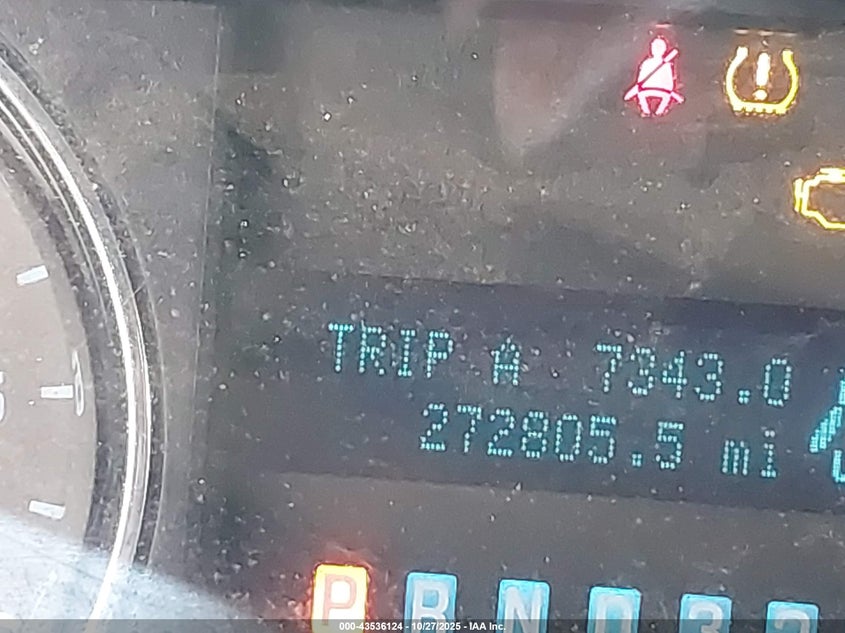 TRIP A 7343.0
272805.5 mi
P R N D 3 2
000-43536124 - 10/27/2025 - IAA Inc.